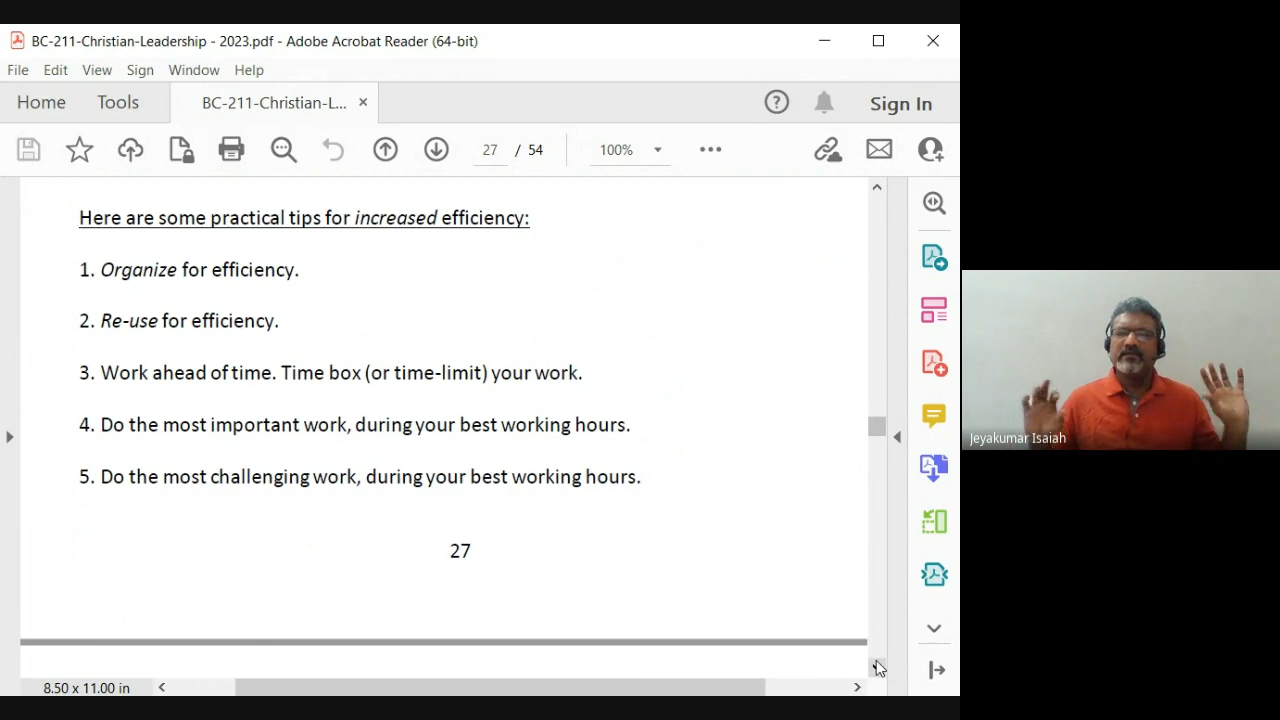 BC-211-Christian-Leadership - 2023.pdf - Adobe Acrobat Reader (64-bit)
File Edit View Sign Window Help
Home Tools BC-211-Christian-L... Sign In
27 / 54 100%
Here are some practical tips for increased efficiency:
1. Organize for efficiency.
2. Re-use for efficiency.
3. Work ahead of time. Time box (or time-limit) your work.
4. Do the most important work, during your best working hours.
5. Do the most challenging work, during your best working hours.
27
8.50 x 11.00 in
Jeyakumar Isaiah